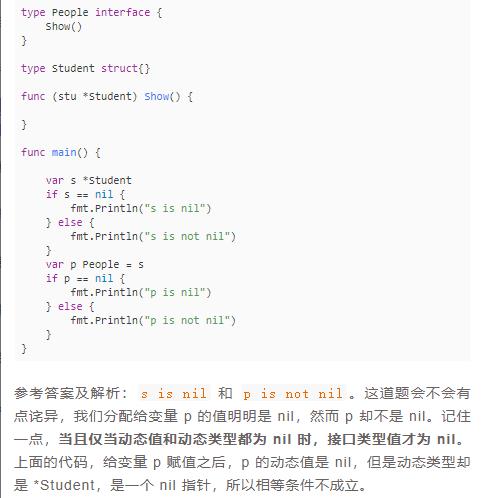 type People interface {
    Show()
}
type Student struct{}
func (stu *Student) Show() {
}
func main() {
    var s *Student
    if s == nil {
        fmt.Println("s is nil")
    } else {
        fmt.Println("s is not nil")
    }
    var p People = s
    if p == nil {
        fmt.Println("p is nil")
    } else {
        fmt.Println("p is not nil")
    }
}
参考答案及解析： s is nil 和 p is not nil 。这道题会不会有
点诧异，我们分配给变量 p 的值明明是 nil，然而 p 却不是 nil。记住
一点，当且仅当动态值和动态类型都为 nil 时，接口类型值才为 nil。
上面的代码，给变量 p 赋值之后，p 的动态值是 nil，但是动态类型却
是 *Student，是一个 nil 指针，所以相等条件不成立。